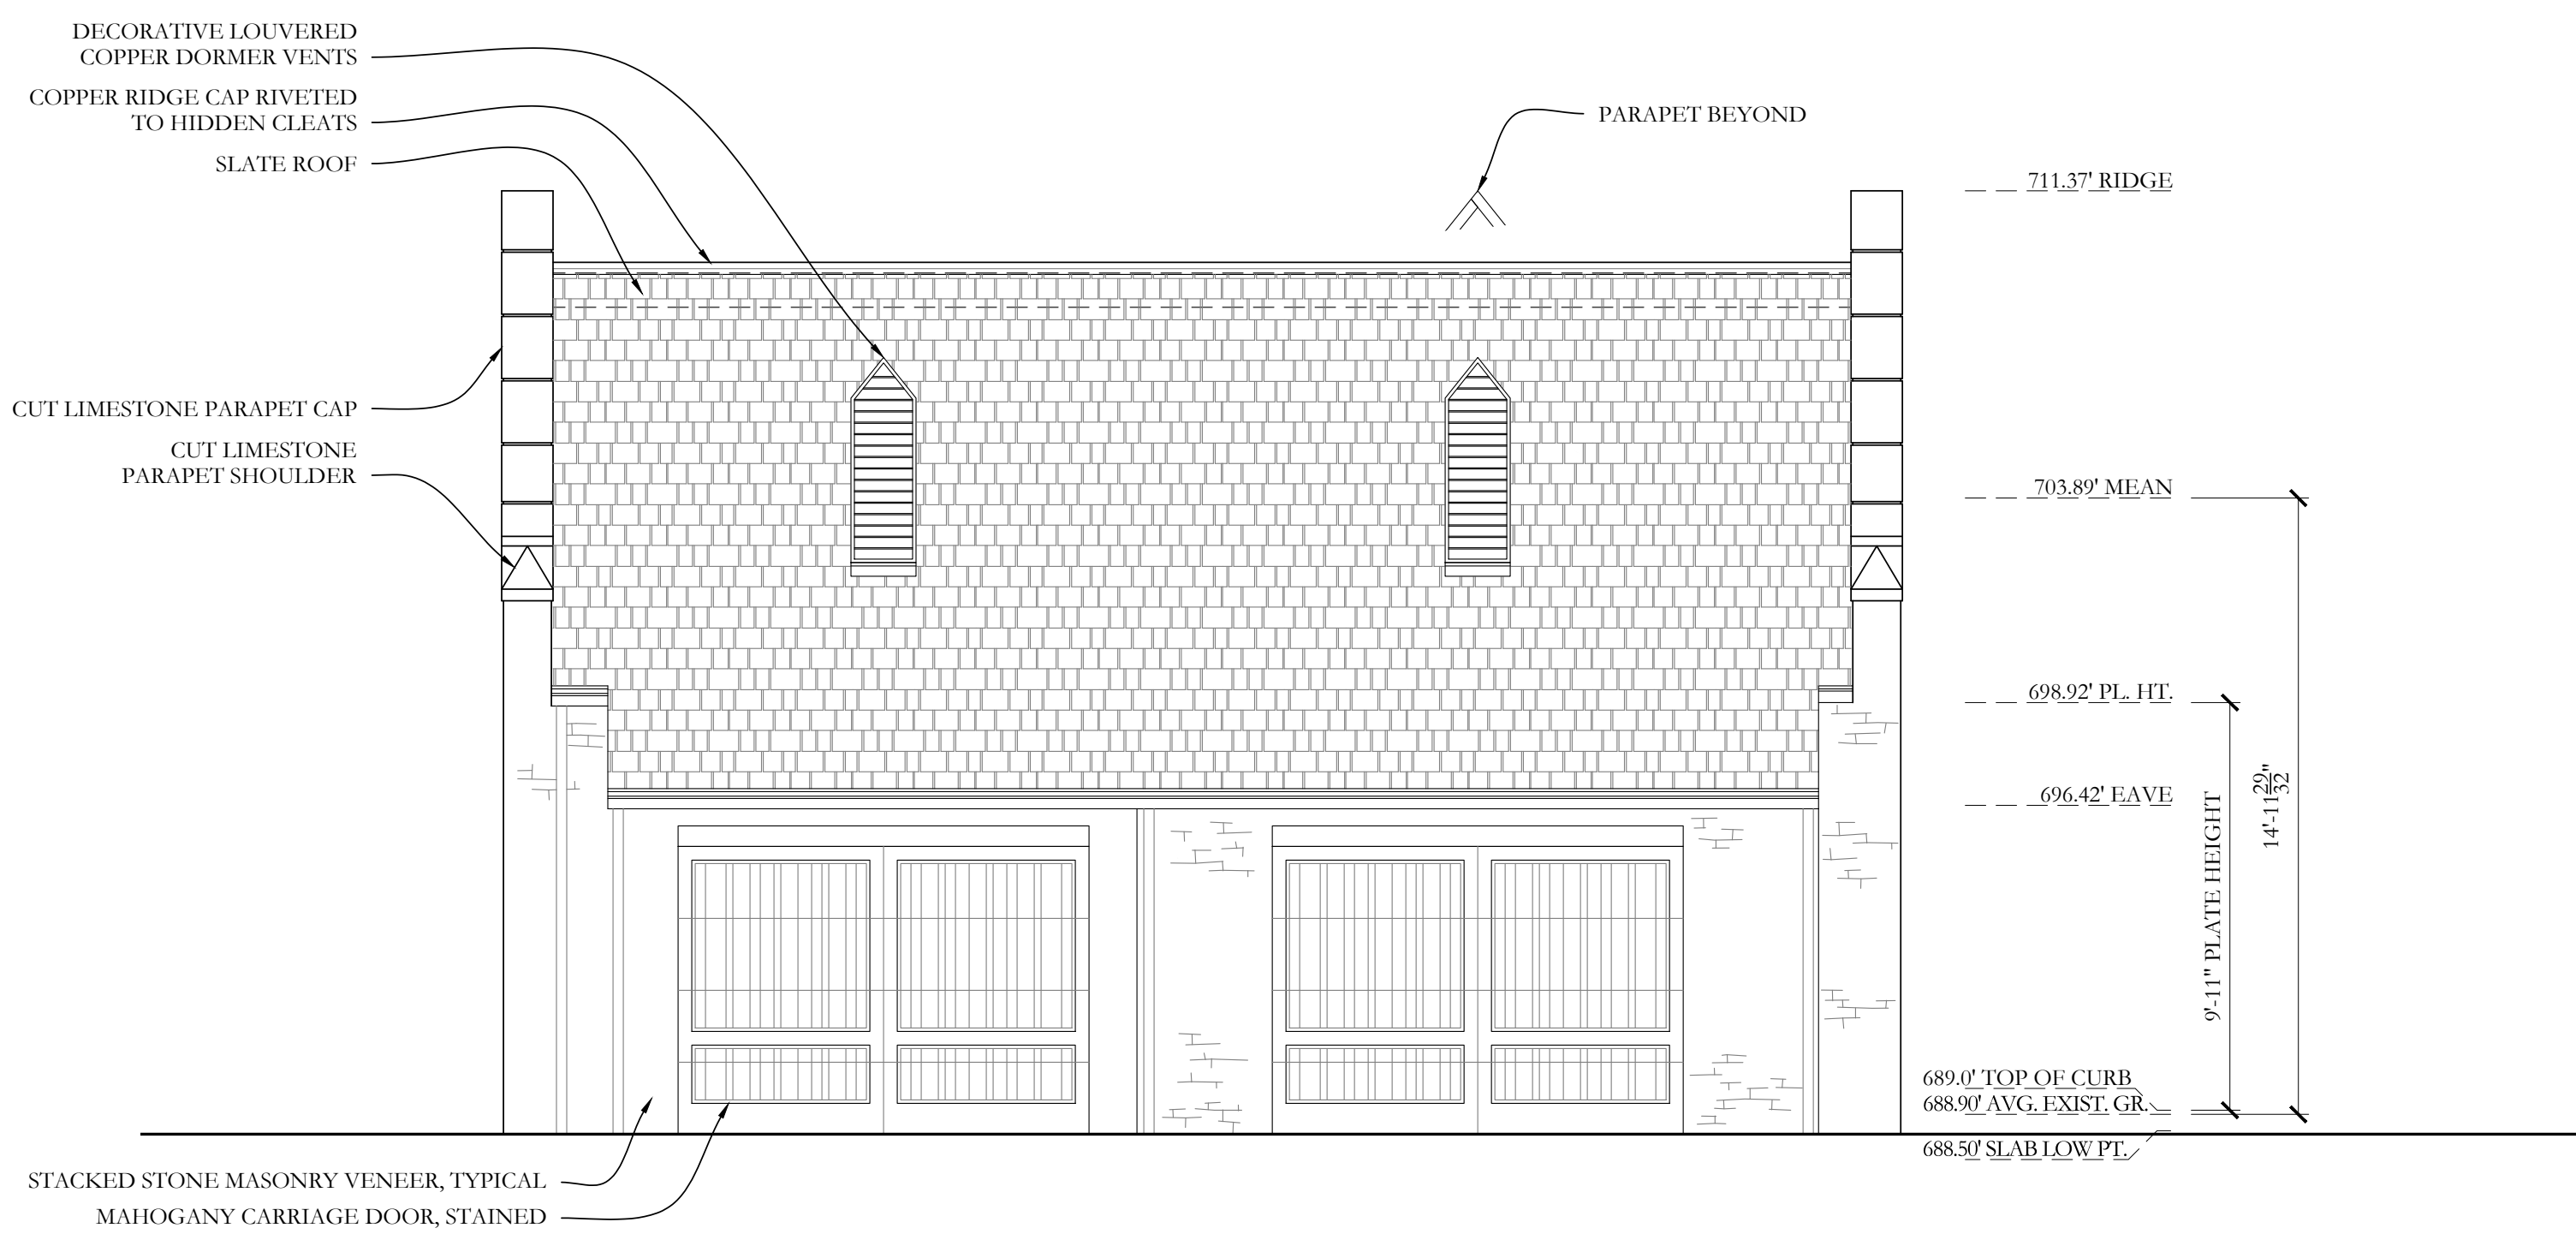 DECORATIVE LOUVERED
COPPER DORMER VENTS
COPPER RIDGE CAP RIVETED
TO HIDDEN CLEATS
SLATE ROOF
CUT LIMESTONE PARAPET CAP
CUT LIMESTONE
PARAPET SHOULDER
STACKED STONE MASONRY VENEER, TYPICAL
MAHOGANY CARRIAGE DOOR, STAINED
PARAPET BEYOND
711.37' RIDGE
703.89' MEAN
698.92' PL. HT.
696.42' EAVE
689.0' TOP OF CURB
688.90' AVG. EXIST. GR.
688.50' SLAB LOW PT.
9'-11" PLATE HEIGHT
14'-11 29/32"